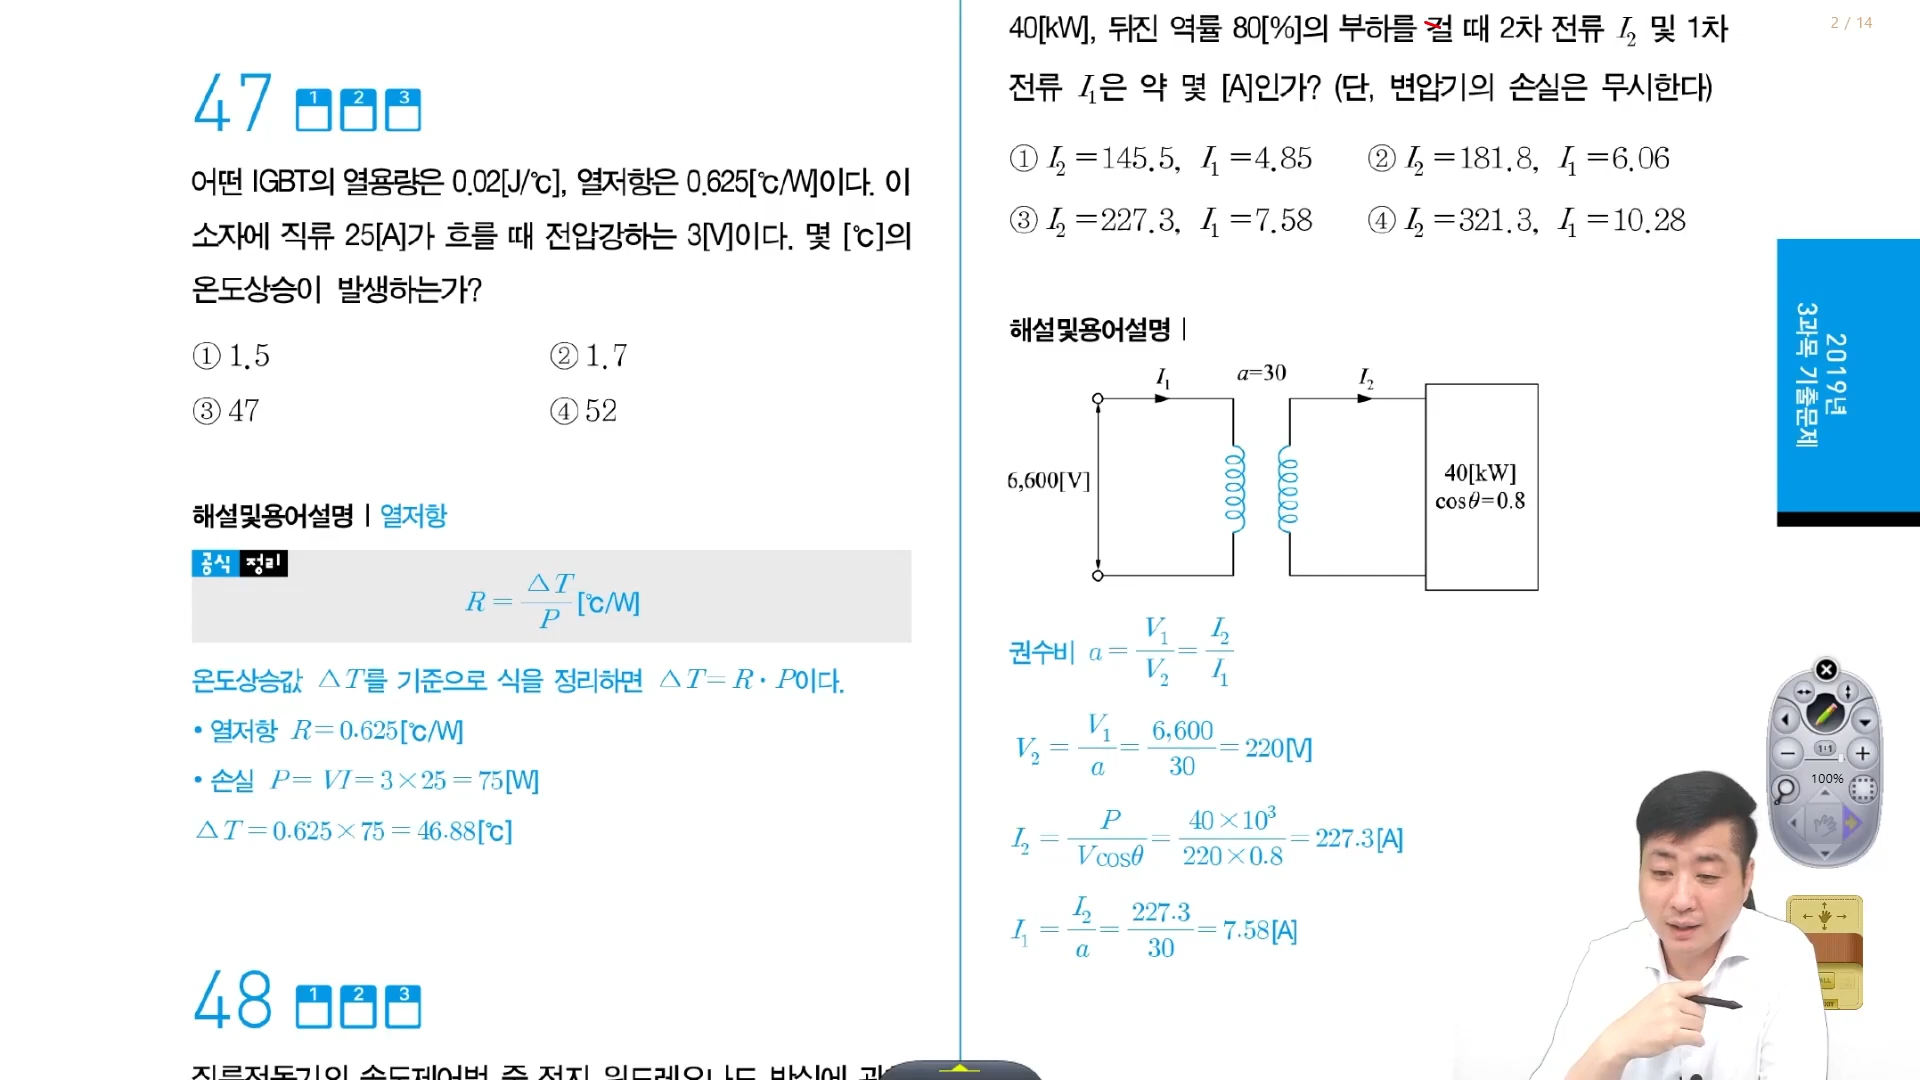 47 1 2 3
어떤 IGBT의 열용량은 0.02[J/℃], 열저항은 0.625[℃/W]이다. 이
소자에 직류 25[A]가 흐를 때 전압강하는 3[V]이다. 몇 [℃]의
온도상승이 발생하는가?
① 1.5 ② 1.7
③ 47 ④ 52
해설및용어설명 | 열저항
공식 정리
R = △T / P [℃/W]
온도상승값 △T를 기준으로 식을 정리하면 △T = R · P이다.
• 열저항 R = 0.625[℃/W]
• 손실 P = VI = 3 × 25 = 75[W]
△T = 0.625 × 75 = 46.88[℃]
48 1 2 3
40[kW], 뒤진 역률 80[%]의 부하를 걸 때 2차 전류 I₂ 및 1차
전류 I₁은 약 몇 [A]인가? (단, 변압기의 손실은 무시한다)
① I₂ = 145.5, I₁ = 4.85 ② I₂ = 181.8, I₁ = 6.06
③ I₂ = 227.3, I₁ = 7.58 ④ I₂ = 321.3, I₁ = 10.28
해설및용어설명 |
I₁ a=30 I₂
6,600[V]
40[kW]
cosθ=0.8
권수비 a = V₁ / V₂ = I₂ / I₁
V₂ = V₁ / a = 6,600 / 30 = 220[V]
I₂ = P / Vcosθ = 40 × 10³ / 220 × 0.8 = 227.3[A]
I₁ = I₂ / a = 227.3 / 30 = 7.58[A]
2 / 14
2019년
3과목 기출문제
1:1
100%